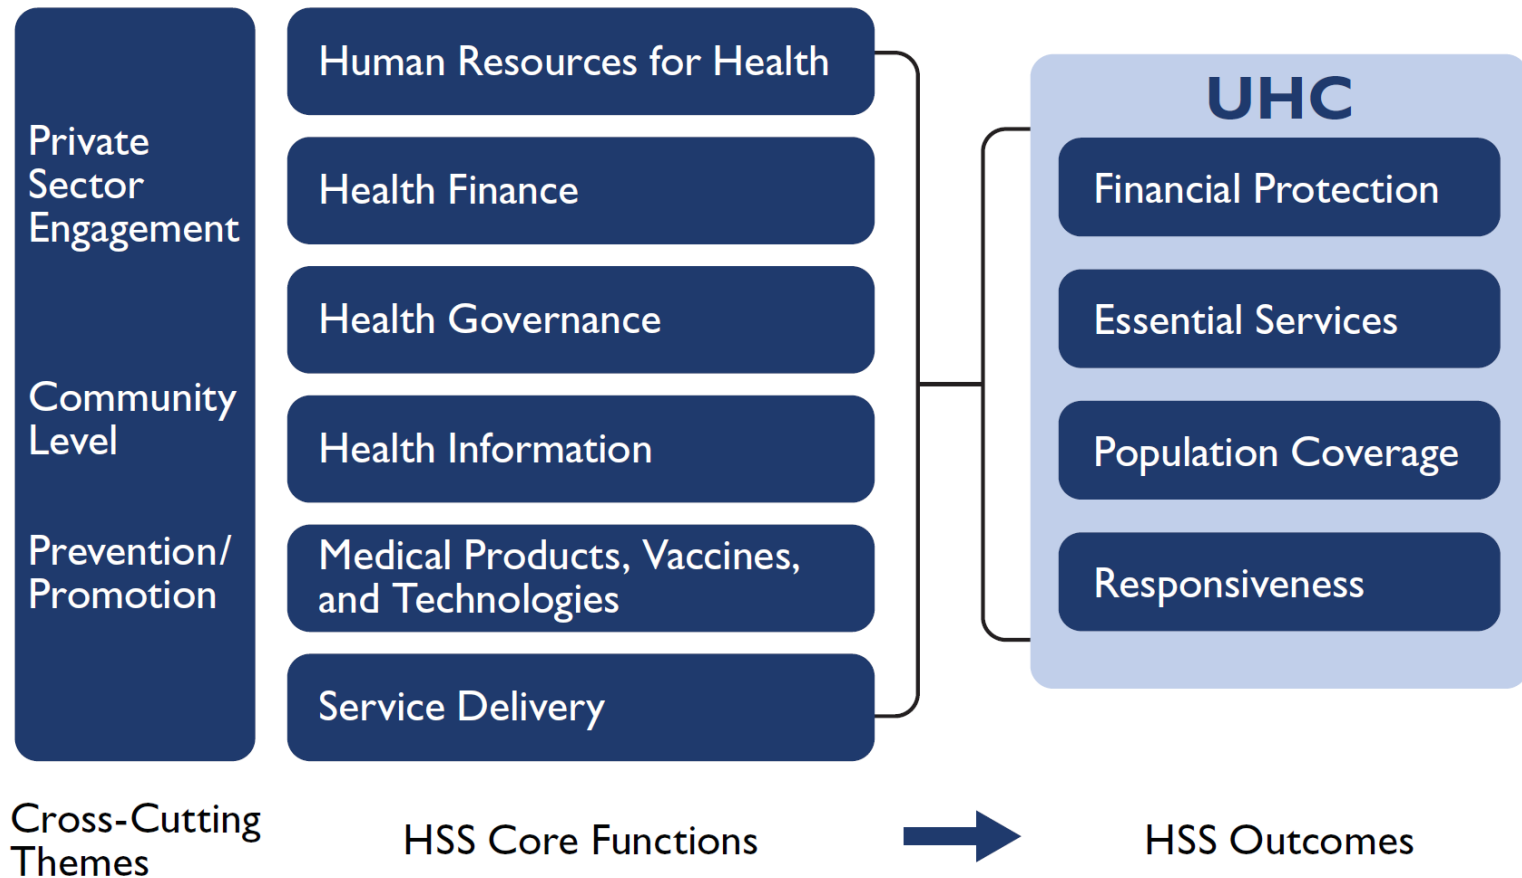 Private
Sector
Engagement
Community
Level
Prevention/
Promotion
Human Resources for Health
Health Finance
Health Governance
Health Information
Medical Products, Vaccines,
and Technologies
Service Delivery
UHC
Financial Protection
Essential Services
Population Coverage
Responsiveness
Cross-Cutting
Themes
HSS Core Functions
HSS Outcomes